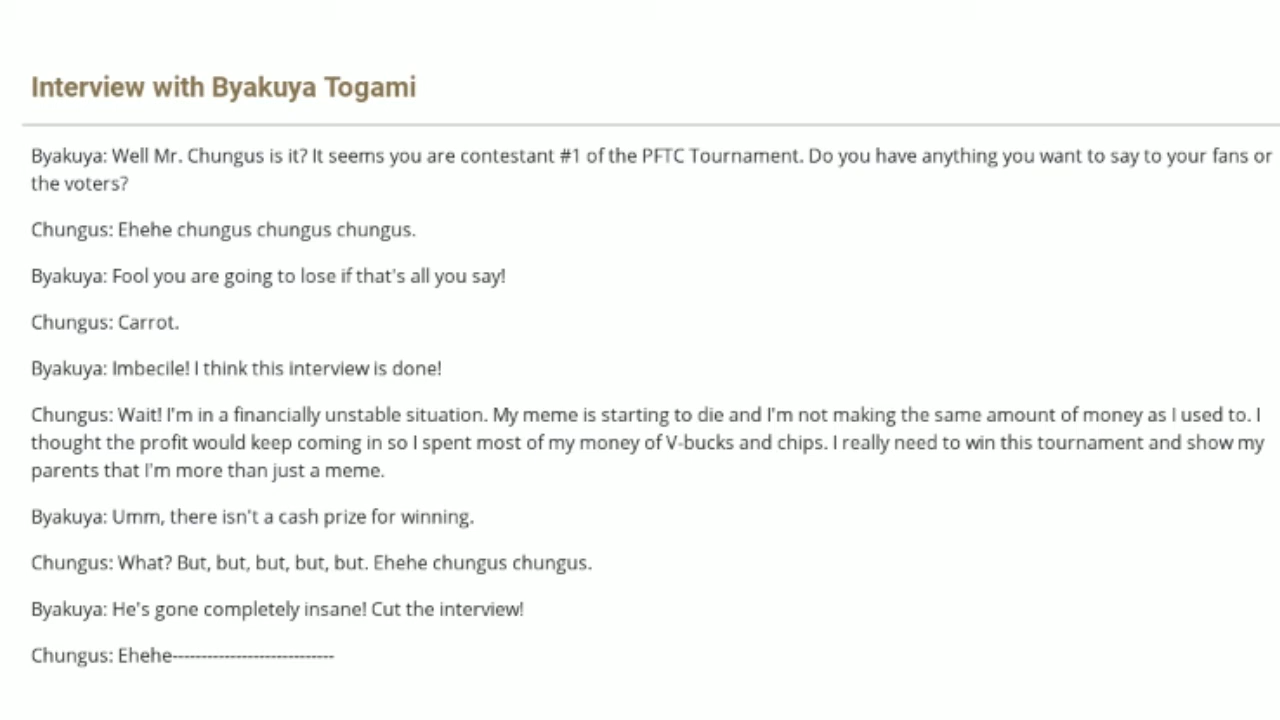 Interview with Byakuya Togami
Byakuya: Well Mr. Chungus is it? It seems you are contestant #1 of the PFTC Tournament. Do you have anything you want to say to your fans or
the voters?
Chungus: Ehehe chungus chungus chungus.
Byakuya: Fool you are going to lose if that's all you say!
Chungus: Carrot.
Byakuya: Imbecile! I think this interview is done!
Chungus: Wait! I'm in a financially unstable situation. My meme is starting to die and I'm not making the same amount of money as I used to. I
thought the profit would keep coming in so I spent most of my money of V-bucks and chips. I really need to win this tournament and show my
parents that I'm more than just a meme.
Byakuya: Umm, there isn't a cash prize for winning.
Chungus: What? But, but, but, but, but. Ehehe chungus chungus.
Byakuya: He's gone completely insane! Cut the interview!
Chungus: Ehehe----------------------------